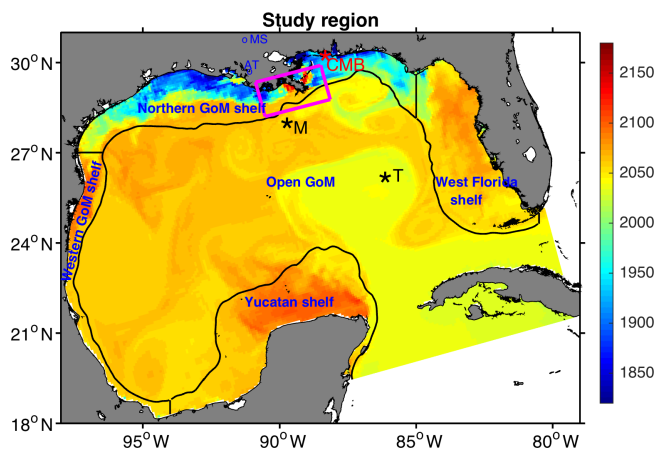 Study region
30°N
27°N
24°N
21°N
18°N
MS
AT
CMB
Northern GoM shelf
M
Open GoM
T
West Florida
shelf
Western GoM shelf
Yucatan shelf
95°W
90°W
85°W
80°W
2150
2100
2050
2000
1950
1900
1850